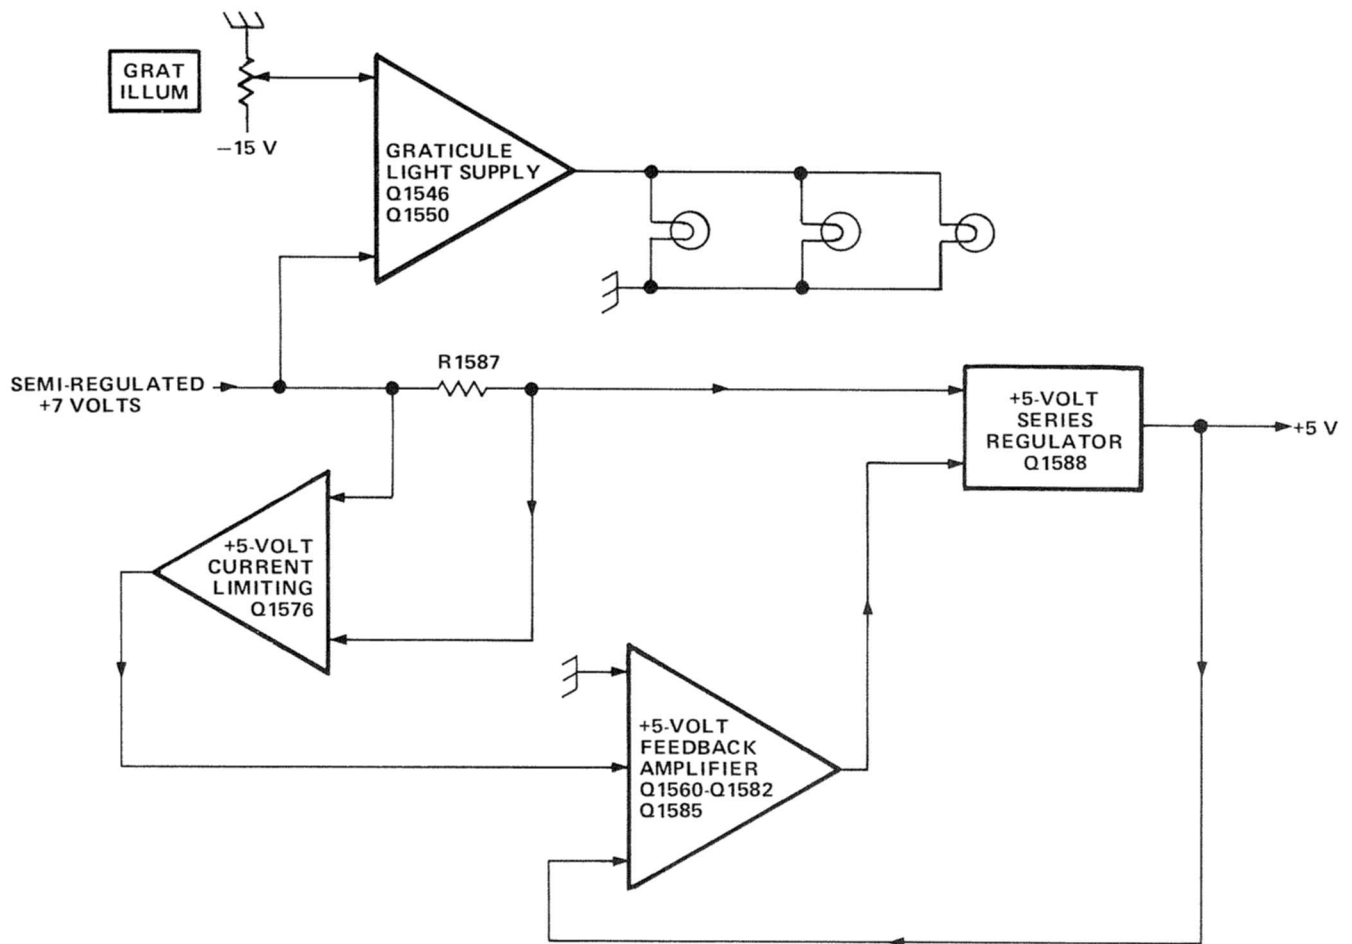 GRAT
ILLUM
−15 V
GRATICULE
LIGHT SUPPLY
Q1546
Q1550
SEMI-REGULATED
+7 VOLTS
R1587
+5-VOLT
SERIES
REGULATOR
Q1588
+5 V
+5-VOLT
CURRENT
LIMITING
Q1576
+5-VOLT
FEEDBACK
AMPLIFIER
Q1560-Q1582
Q1585